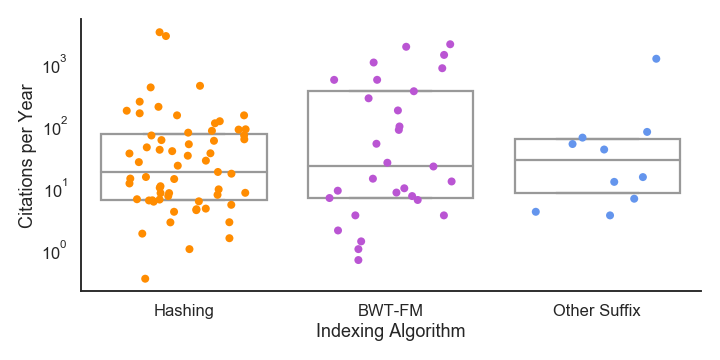 Citations per Year
10³
10²
10¹
10⁰
Hashing
BWT-FM
Other Suffix
Indexing Algorithm